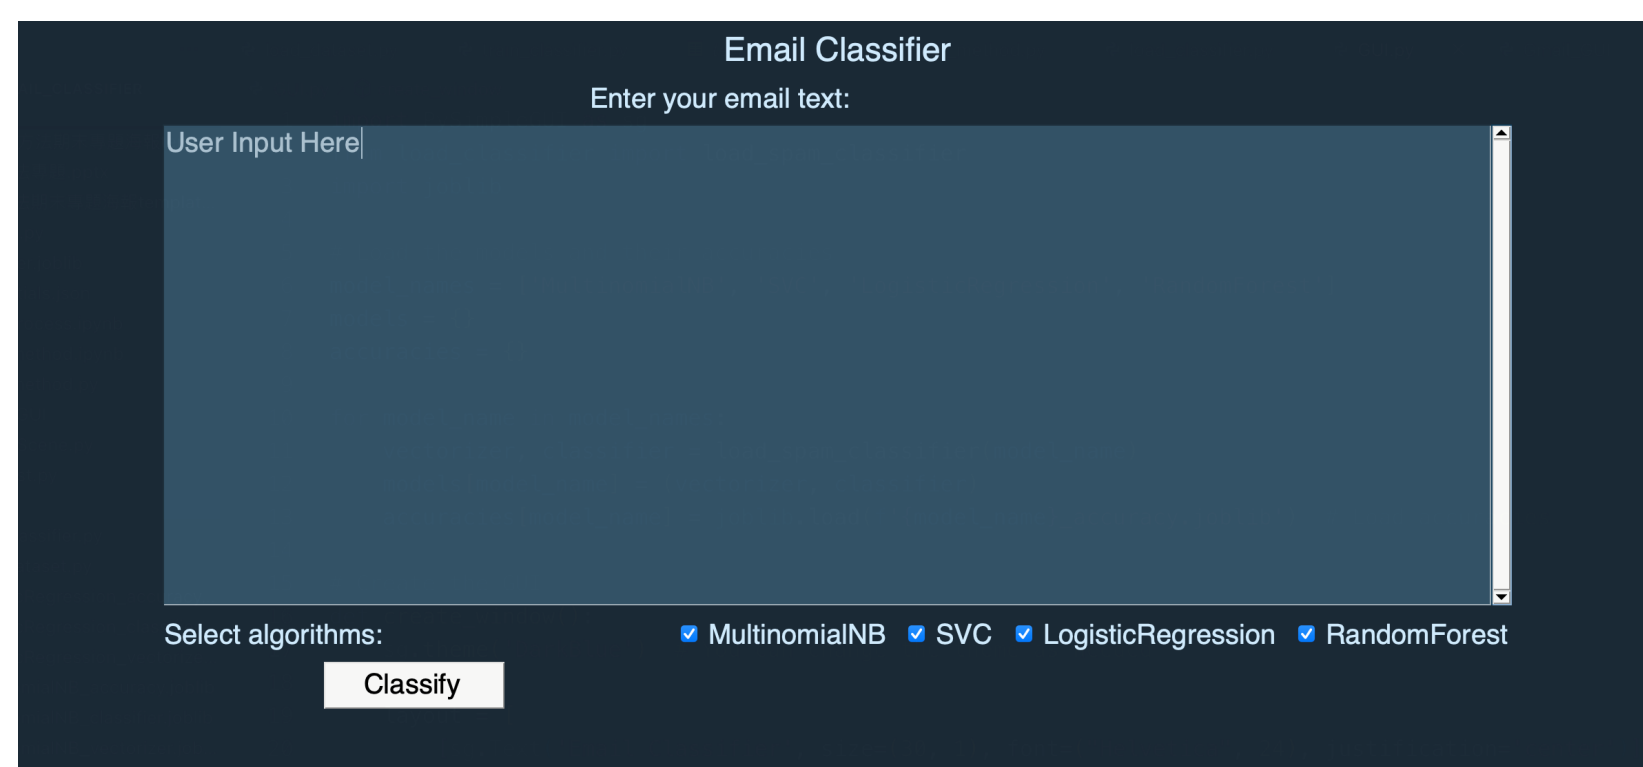 Email Classifier
Enter your email text:
User Input Here
Select algorithms: MultinomialNB SVC LogisticRegression RandomForest
Classify